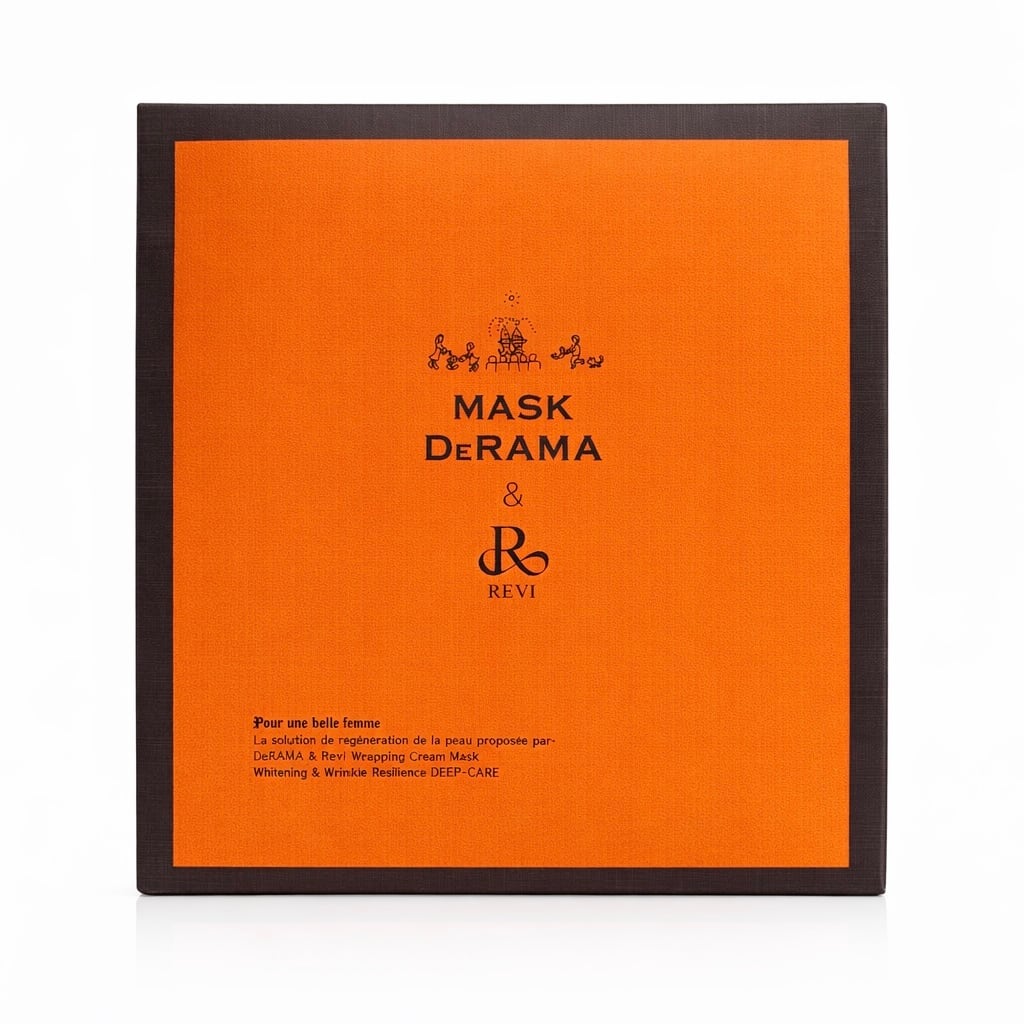 MASK
DeRAMA
&
R
REVI
Pour une belle femme
La solution de regéneration de la peau proposée par-
DeRAMA & Revi Wrapping Cream Mask
Whitening & Wrinkle Resilience DEEP-CARE